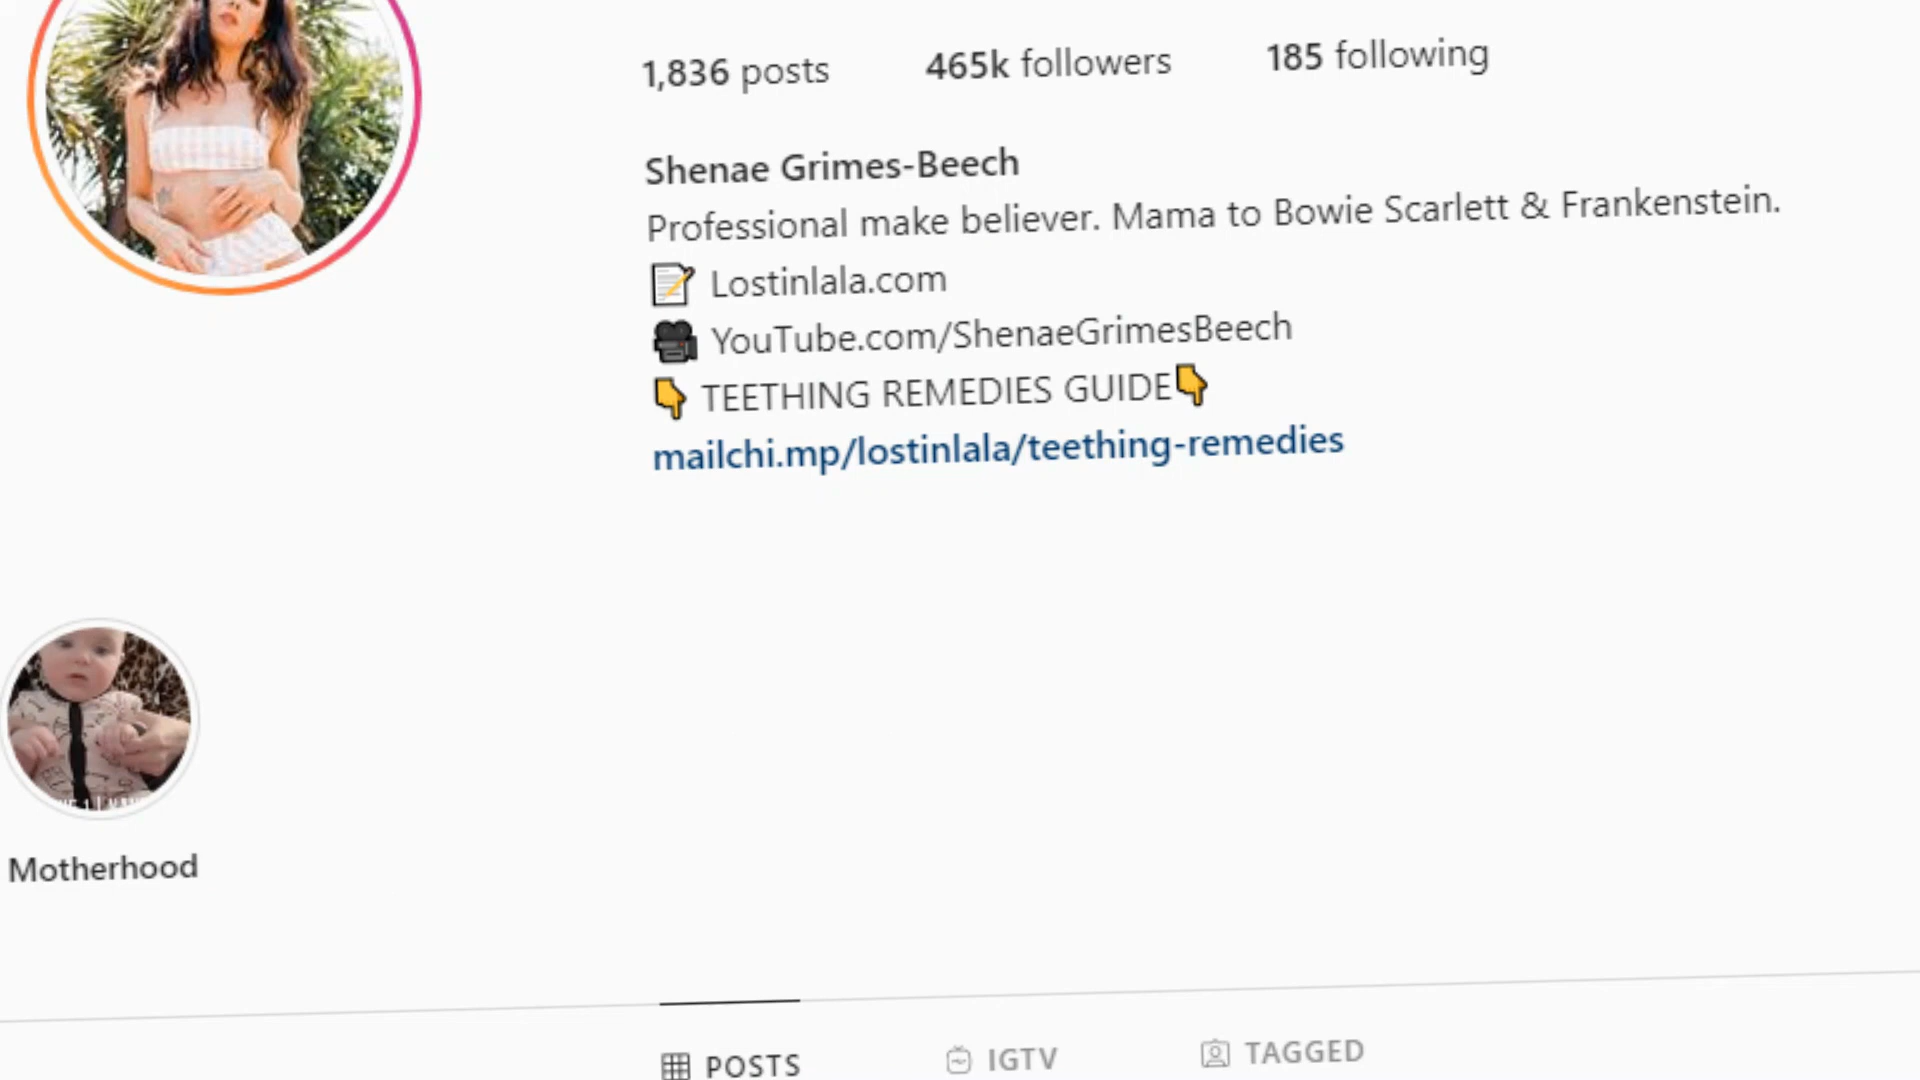 1,836 posts 465k followers 185 following
Shenae Grimes-Beech
Professional make believer. Mama to Bowie Scarlett & Frankenstein.
📝 Lostinlala.com
🎥 YouTube.com/ShenaeGrimesBeech
👇 TEETHING REMEDIES GUIDE👇
mailchi.mp/lostinlala/teething-remedies
Motherhood
POSTS IGTV TAGGED